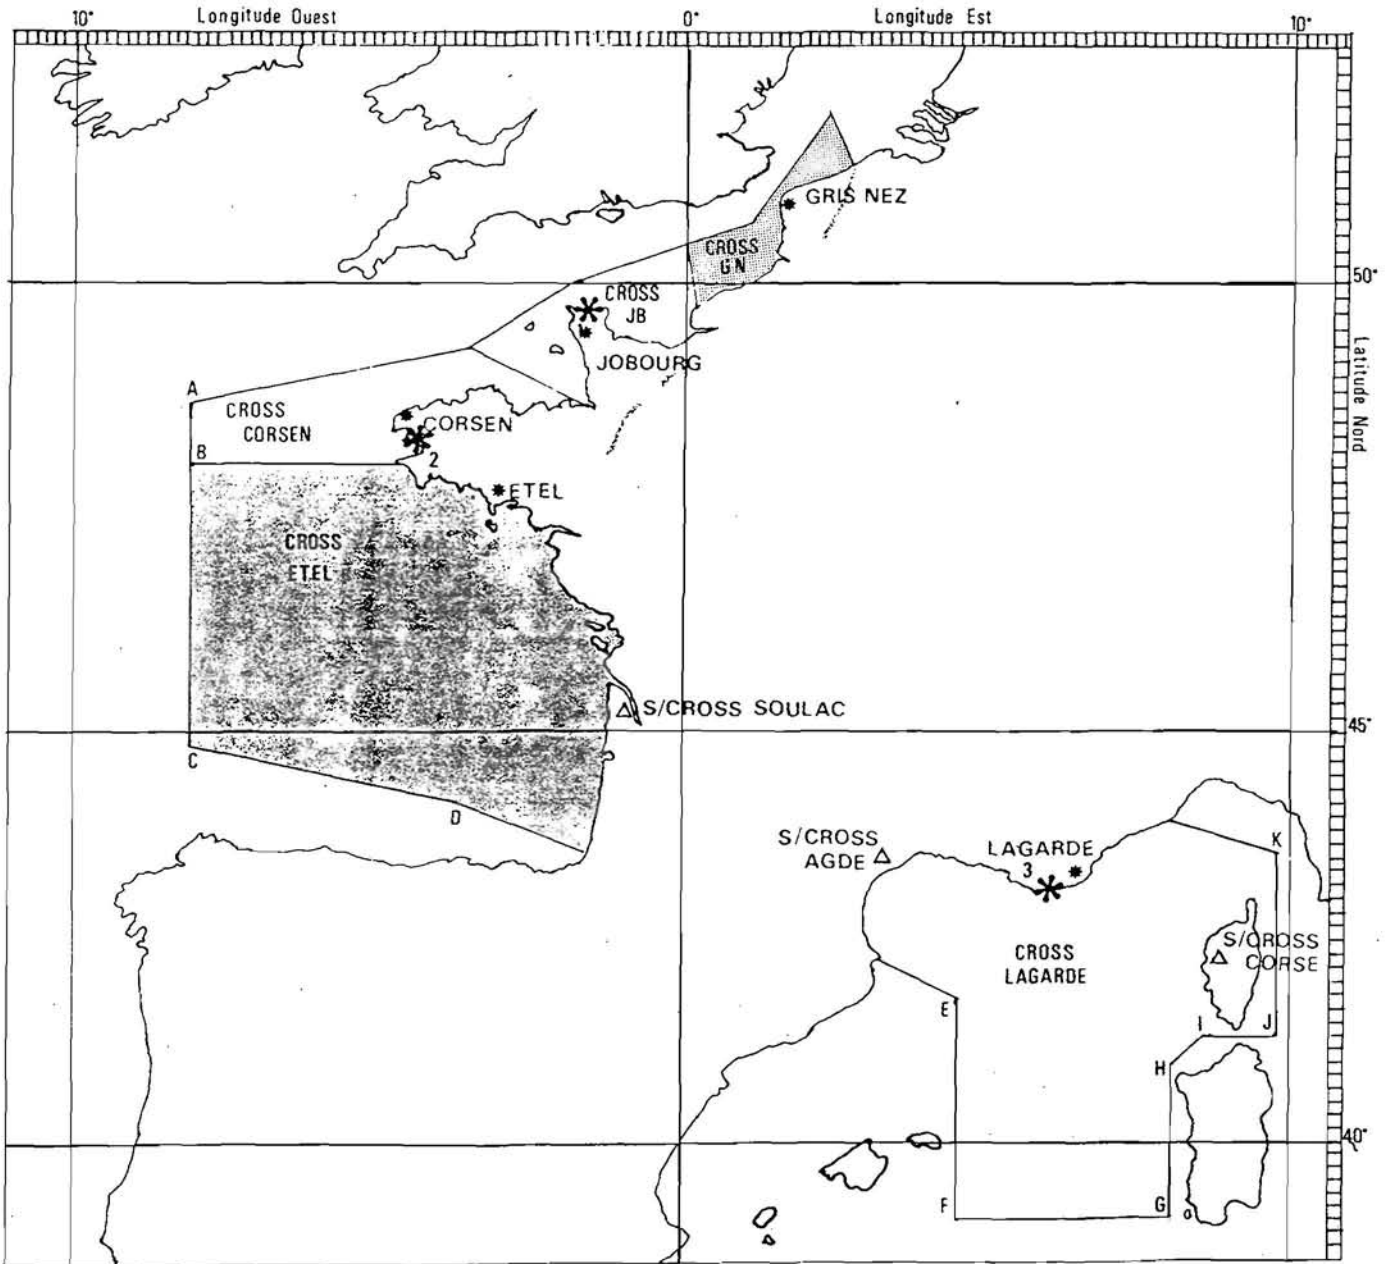 10°
Longitude Ouest
0°
Longitude Est
10°
GRIS NEZ
CROSS
GN
50°
CROSS
JB
JOBOURG
Latitude Nord
A
CROSS
CORSEN
CORSEN
B
2
ETEL
CROSS
ETEL
S/CROSS SOULAC
45°
C
D
S/CROSS
AGDE
LAGARDE
3
K
S/CROSS
CORSE
CROSS
LAGARDE
E
I
J
H
40°
F
G